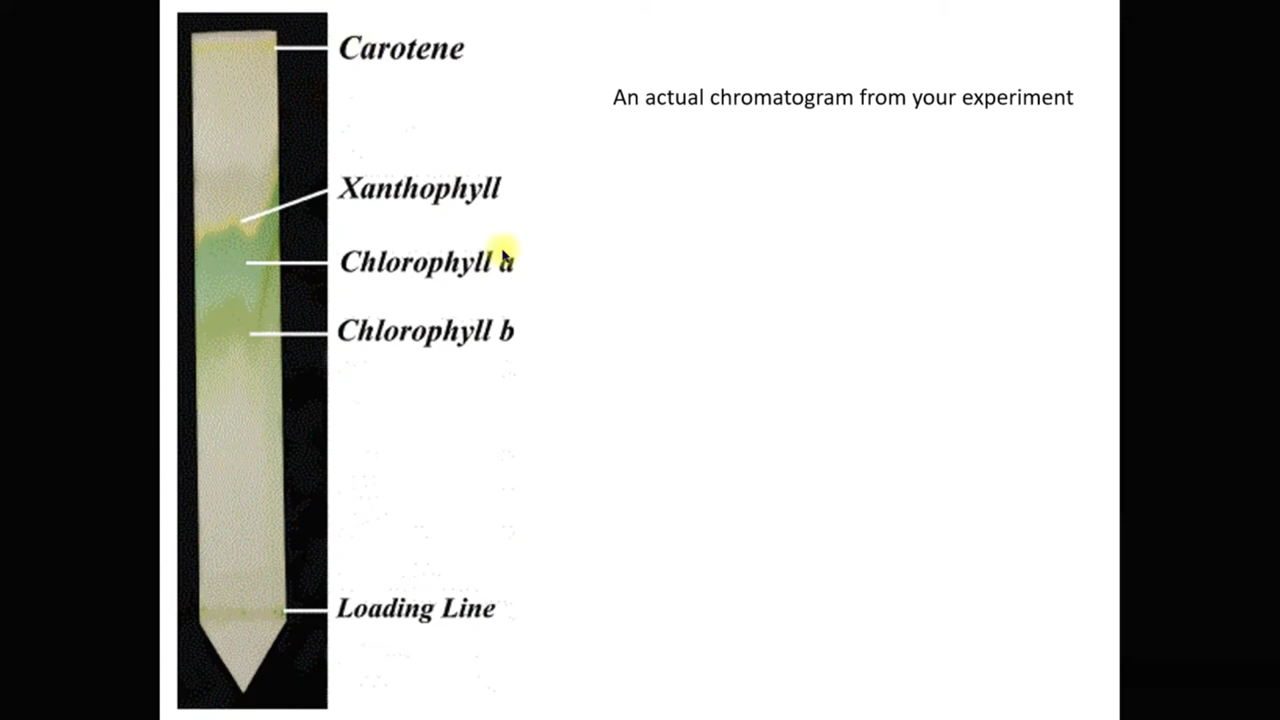 Carotene
An actual chromatogram from your experiment
Xanthophyll
Chlorophyll a
Chlorophyll b
Loading Line